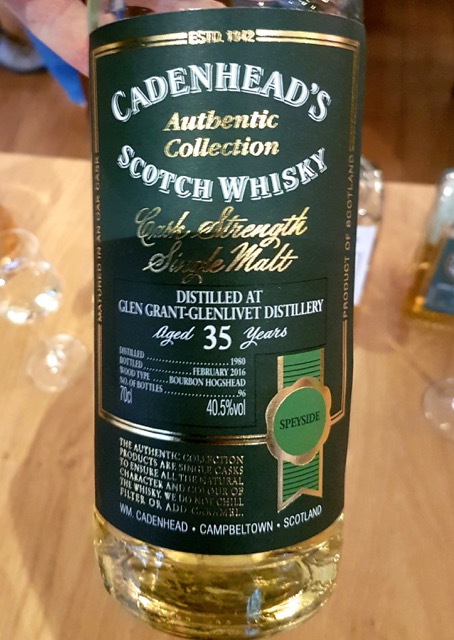 ESTD. 1842
CADENHEAD'S
Authentic
Collection
SCOTCH WHISKY
Cask Strength
Single Malt
MATURED IN AN OAK CASK
PRODUCT OF SCOTLAND
DISTILLED AT
GLEN GRANT-GLENLIVET DISTILLERY
Aged 35 Years
DISTILLED ........................ 1980
BOTTLED .................. FEBRUARY 2016
WOOD TYPE ....... BOURBON HOGSHEAD
NO. OF BOTTLES ........................ 96
70cl 40.5%vol
SPEYSIDE
THE AUTHENTIC COLLECTION
PRODUCTS ARE SINGLE CASKS
TO ENSURE ALL THE NATURAL
CHARACTER AND COLOUR OF
THE WHISKY. WE DO NOT CHILL
FILTER OR ADD CARAMEL.
WM. CADENHEAD • CAMPBELTOWN • SCOTLAND